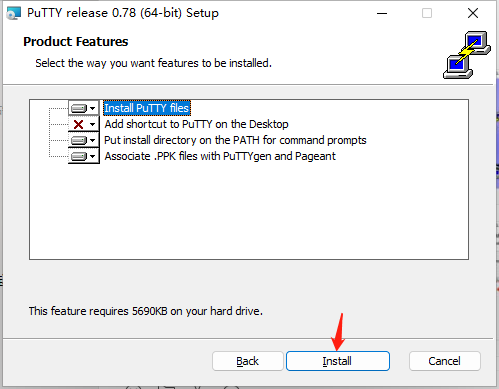 PuTTY release 0.78 (64-bit) Setup
Product Features
Select the way you want features to be installed.
Install PuTTY files
Add shortcut to PuTTY on the Desktop
Put install directory on the PATH for command prompts
Associate .PPK files with PuTTYgen and Pageant
This feature requires 5690KB on your hard drive.
Back
Install
Cancel